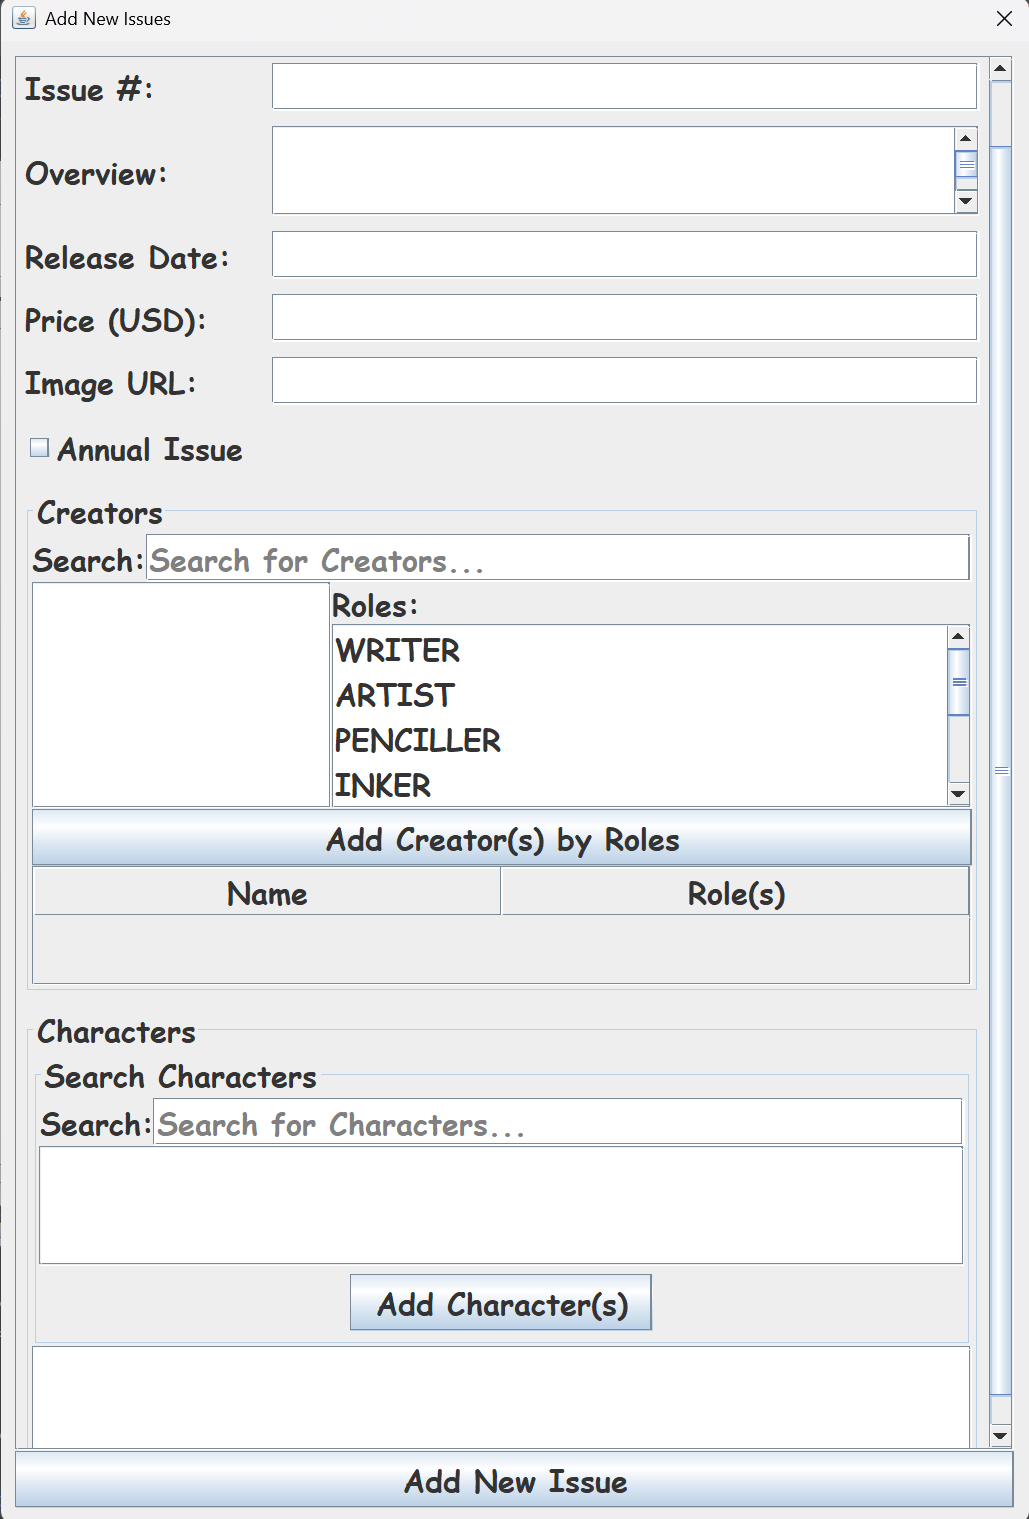 Add New Issues
Issue #:
Overview:
Release Date:
Price (USD):
Image URL:
Annual Issue
Creators
Search: Search for Creators...
Roles:
WRITER
ARTIST
PENCILLER
INKER
Add Creator(s) by Roles
Name Role(s)
Characters
Search Characters
Search: Search for Characters...
Add Character(s)
Add New Issue